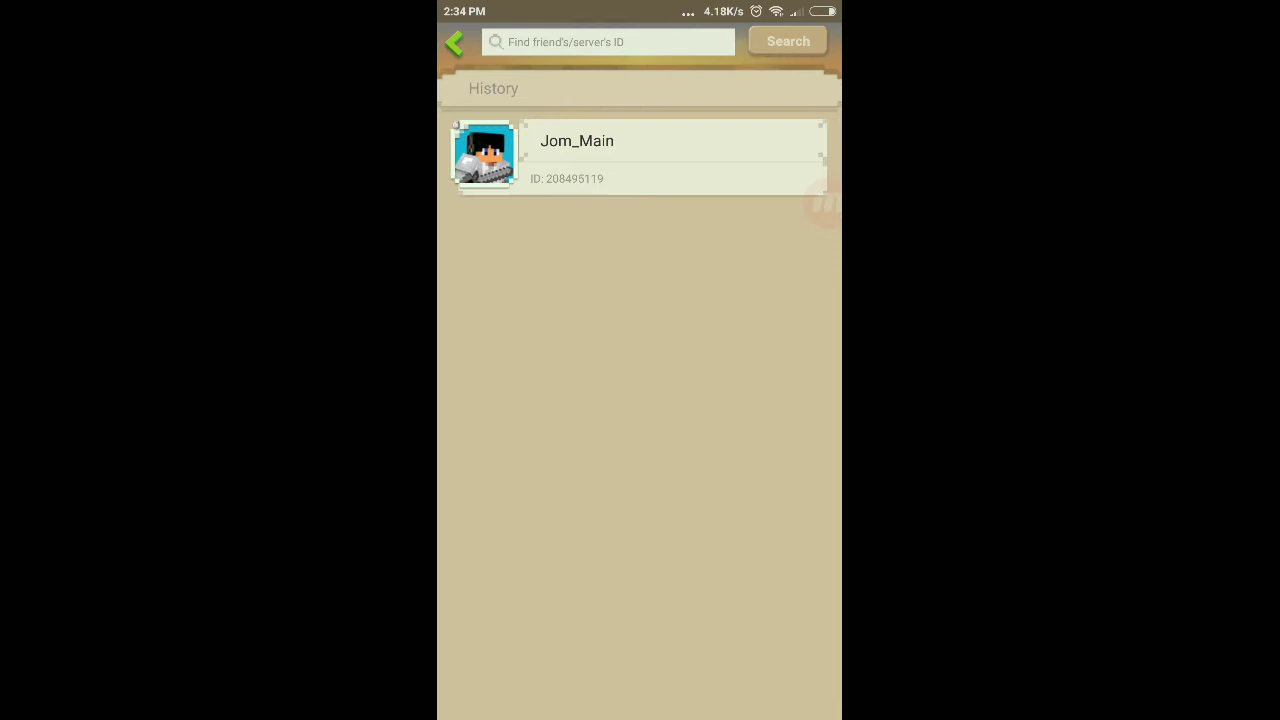 2:34 PM ... 4.18K/s
Find friend's/server's ID
Search
History
Jom_Main
ID: 208495119